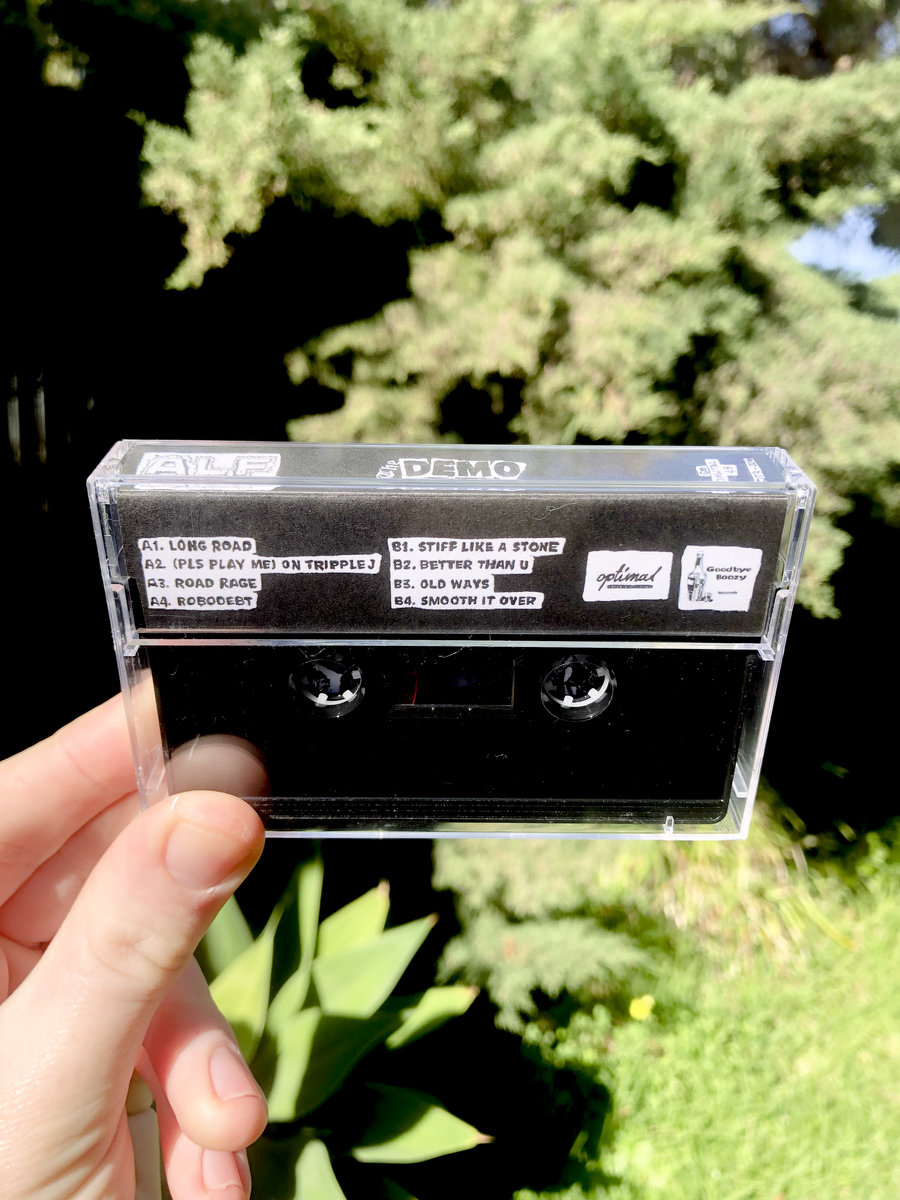 ALF
the DEMO
A1. LONG ROAD
A2 (PLS PLAY ME) ON TRIPPLE J
A3. ROAD RAGE
A4. ROBODEBT
B1. STIFF LIKE A STONE
B2. BETTER THAN U
B3. OLD WAYS
B4. SMOOTH IT OVER
optimal
Goodbye
Boozy